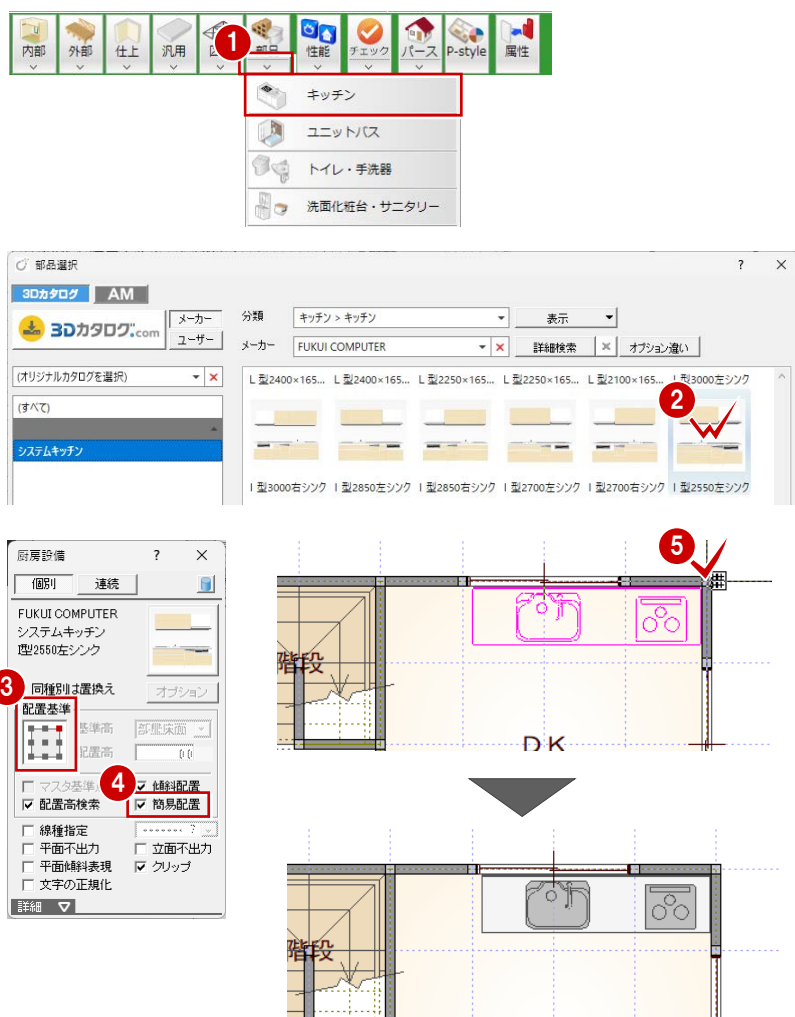 内部 外部 仕上 汎用 部品 性能 チェック パース P-style 属性
1
キッチン
ユニットバス
トイレ・手洗器
洗面化粧台・サニタリー
部品選択 ? ×
3Dカタログ AM
3Dカタログ.com メーカー ユーザー
分類 キッチン > キッチン 表示
メーカー FUKUI COMPUTER 詳細検索 オプション違い
(オリジナルカタログを選択)
(すべて)
システムキッチン
L 型2400×165... L 型2400×165... L 型2250×165... L 型2250×165... L 型2100×165... I 型3000左シンク
2
I 型3000右シンク I 型2850左シンク I 型2850右シンク I 型2700左シンク I 型2700右シンク I 型2550左シンク
厨房設備 ? ×
個別 連続
FUKUI COMPUTER
システムキッチン
I型2550左シンク
3
同種別は置換え オプション
配置基準
基準高 部屋床面
配置高 0.0
4
マスタ基準 傾斜配置
配置高検索 簡易配置
線種指定 ?
平面不出力 立面不出力
平面傾斜表現 クリップ
文字の正規化
詳細
5
階段
DK
階段